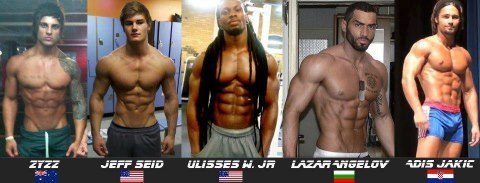 ZYZZ JEFF SEID ULISSES W. JR LAZAR ANGELOV ADIS JAKIC